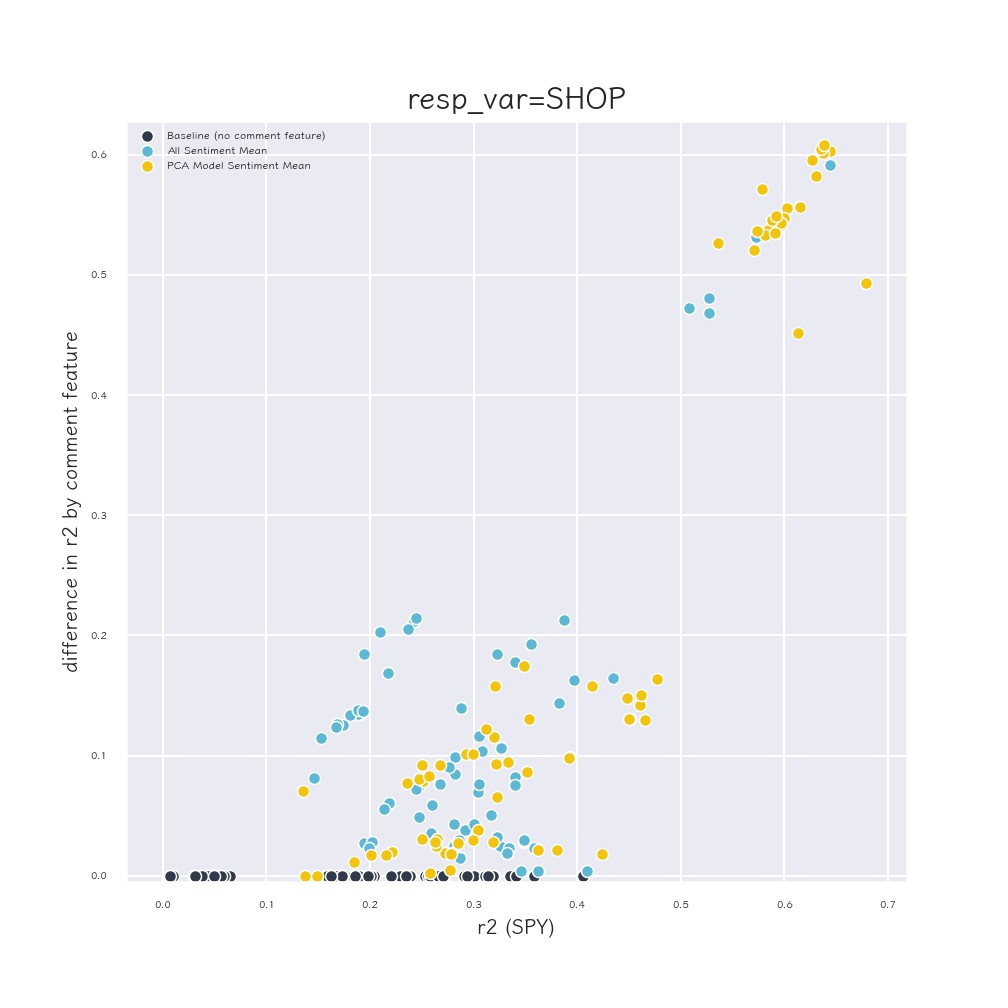 resp_var=SHOP
Baseline (no comment feature)
All Sentiment Mean
PCA Model Sentiment Mean
difference in r2 by comment feature
0.6
0.5
0.4
0.3
0.2
0.1
0.0
0.0 0.1 0.2 0.3 0.4 0.5 0.6 0.7
r2 (SPY)